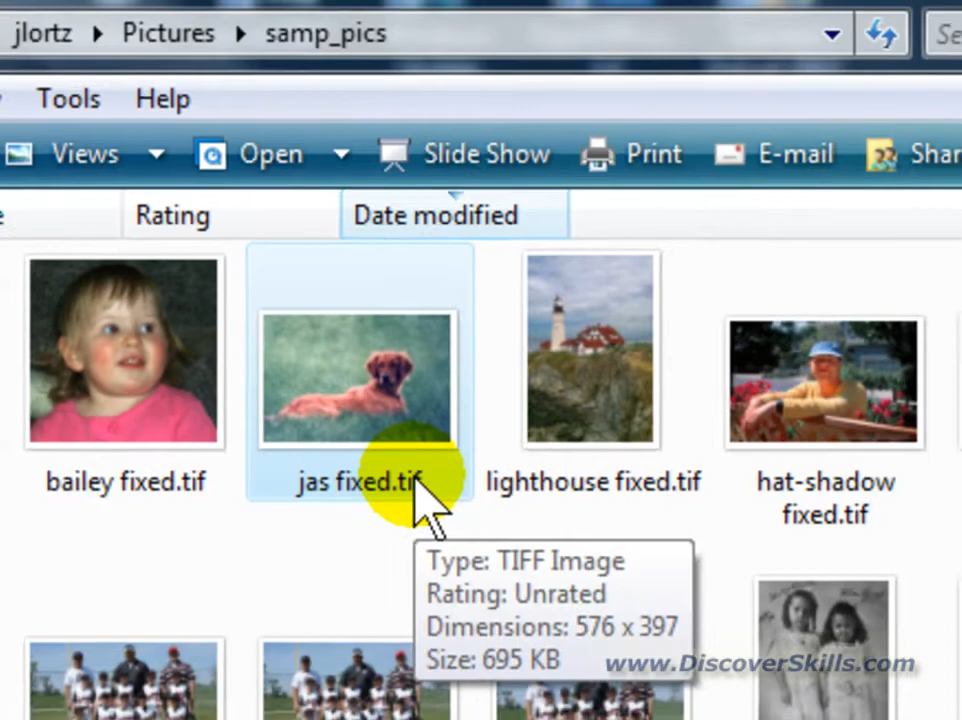 jlortz Pictures samp_pics
Tools Help
Views Open Slide Show Print E-mail
Rating Date modified
bailey fixed.tif jas fixed.tif lighthouse fixed.tif hat-shadow
fixed.tif
Type: TIFF Image
Rating: Unrated
Dimensions: 576 x 397
Size: 695 KB
www.DiscoverSkills.com